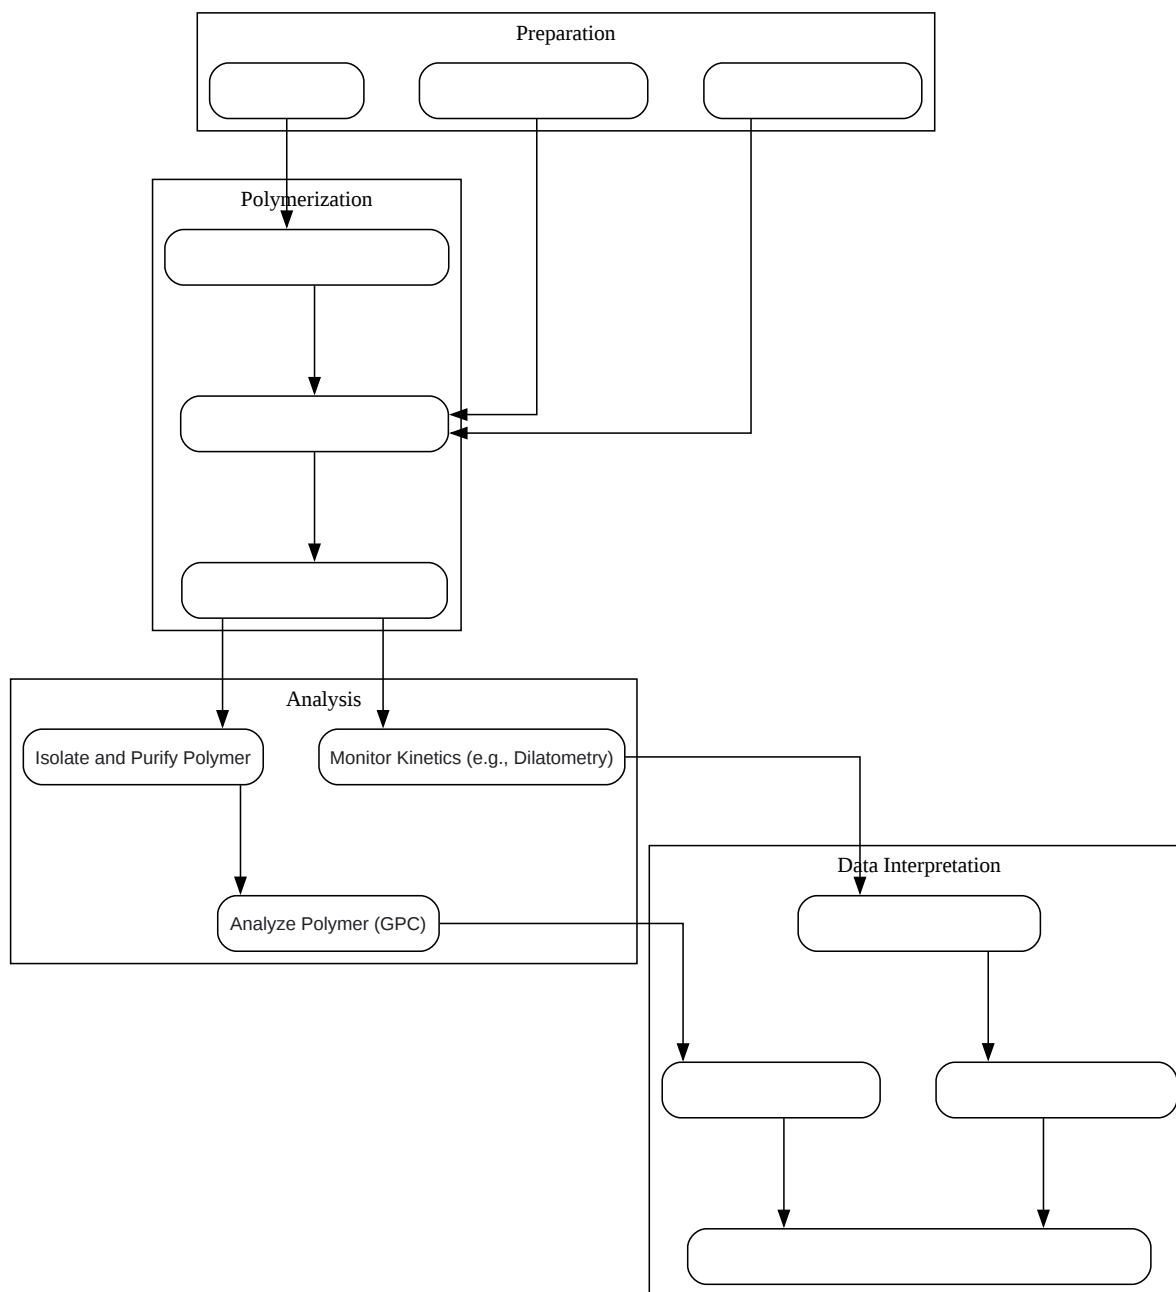 Preparation
Polymerization
Analysis
Isolate and Purify Polymer
Monitor Kinetics (e.g., Dilatometry)
Data Interpretation
Analyze Polymer (GPC)